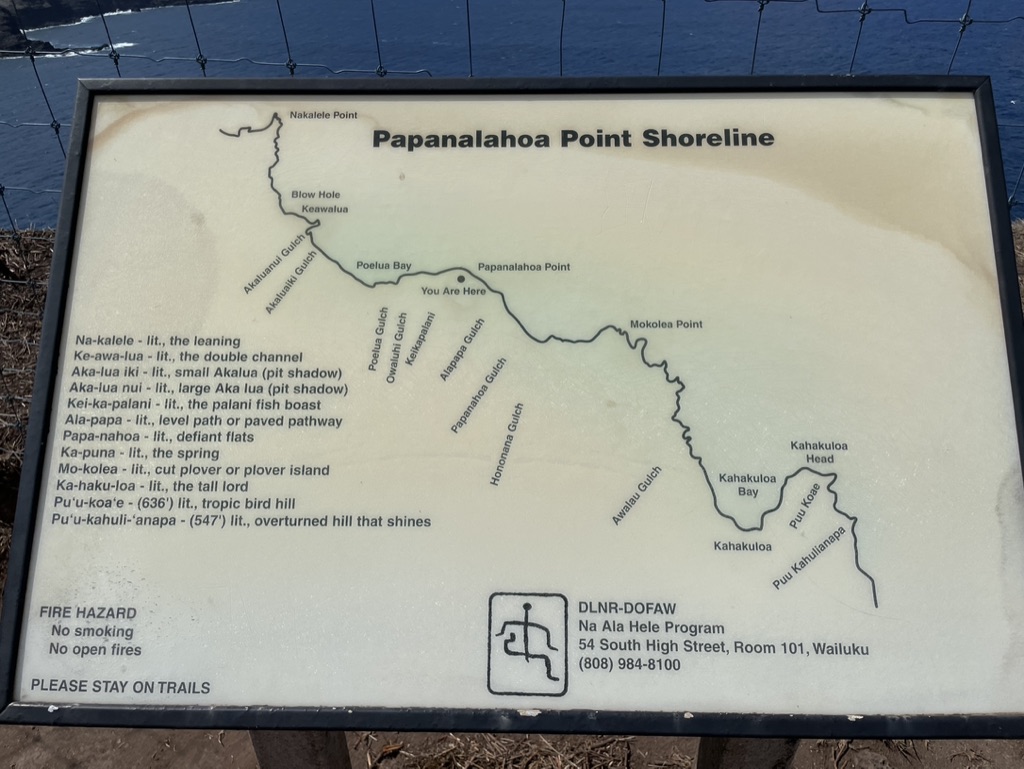 Papanalahoa Point Shoreline
Nakalele Point
Blow Hole
Keawalua
Akaluanui Gulch
Akaluaiki Gulch
Poelua Bay
Papanalahoa Point
You Are Here
Poelua Gulch
Owaluhi Gulch
Keikapalani
Alapapa Gulch
Papanahoa Gulch
Hononana Gulch
Mokolea Point
Awalau Gulch
Kahakuloa
Bay
Kahakuloa
Kahakuloa
Head
Puu Koae
Puu Kahulianapa
Na-kalele - lit., the leaning
Ke-awa-lua - lit., the double channel
Aka-lua iki - lit., small Akalua (pit shadow)
Aka-lua nui - lit., large Aka lua (pit shadow)
Kei-ka-palani - lit., the palani fish boast
Ala-papa - lit., level path or paved pathway
Papa-nahoa - lit., defiant flats
Ka-puna - lit., the spring
Mo-kolea - lit., cut plover or plover island
Ka-haku-loa - lit., the tall lord
Pu‘u-koa‘e - (636') lit., tropic bird hill
Pu‘u-kahuli-‘anapa - (547') lit., overturned hill that shines
FIRE HAZARD
No smoking
No open fires
PLEASE STAY ON TRAILS
DLNR-DOFAW
Na Ala Hele Program
54 South High Street, Room 101, Wailuku
(808) 984-8100